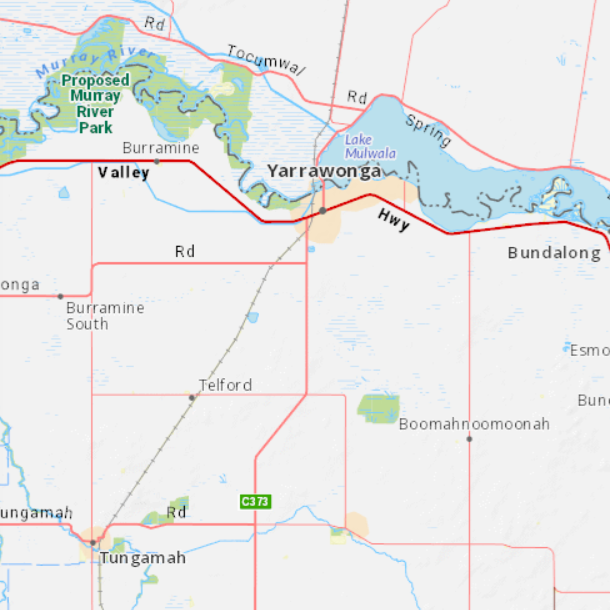 Rd
Murray River
Tocumwal
Proposed
Murray
River
Park
Rd
Spring
Lake
Mulwala
Burramine
Valley
Yarrawonga
Hwy
Rd
Bundalong
onga
Burramine
South
Esmo
Telford
Bund
Boomahnoomoonah
C373
ungamah
Rd
Tungamah